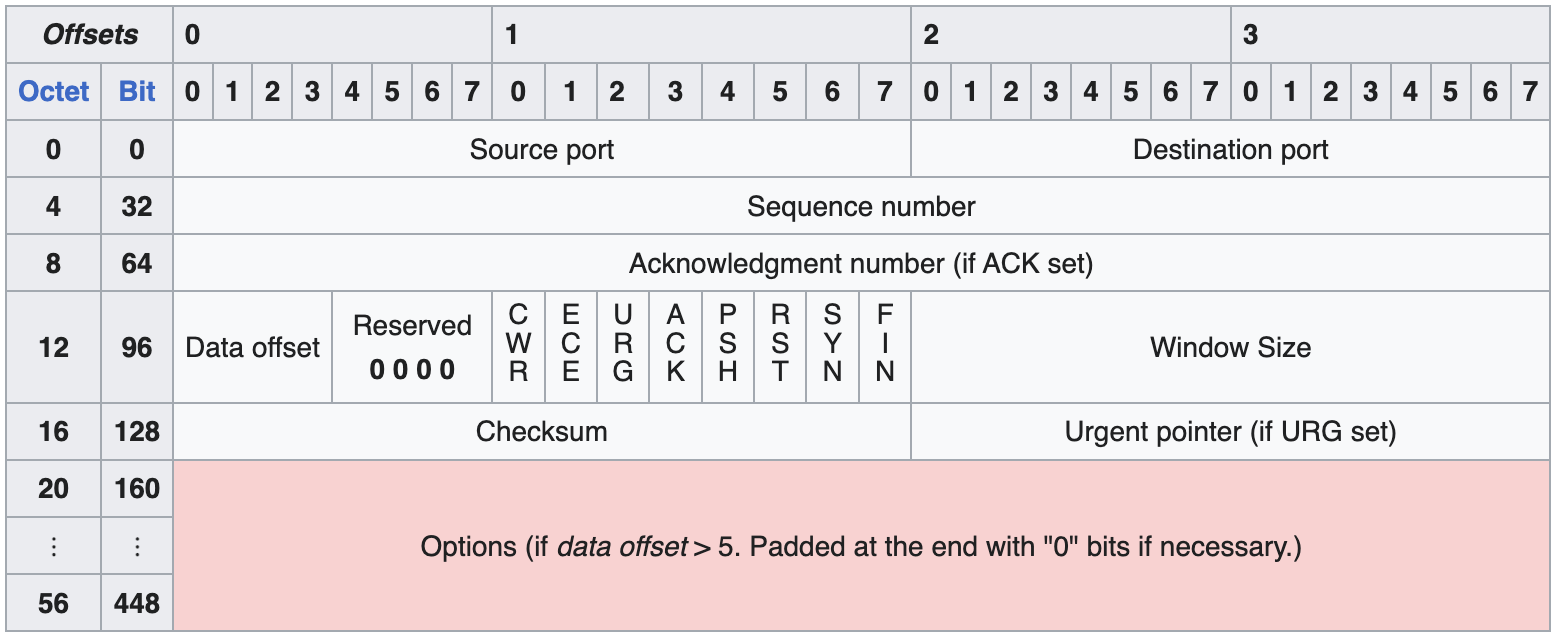 Offsets 0 1 2 3
Octet Bit 0 1 2 3 4 5 6 7 0 1 2 3 4 5 6 7 0 1 2 3 4 5 6 7 0 1 2 3 4 5 6 7
0 0 Source port Destination port
4 32 Sequence number
8 64 Acknowledgment number (if ACK set)
12 96 Data offset Reserved 0 0 0 0 CWR ECE URG ACK PSH RST SYN FIN Window Size
16 128 Checksum Urgent pointer (if URG set)
20 160
⋮ ⋮ Options (if data offset > 5. Padded at the end with "0" bits if necessary.)
56 448